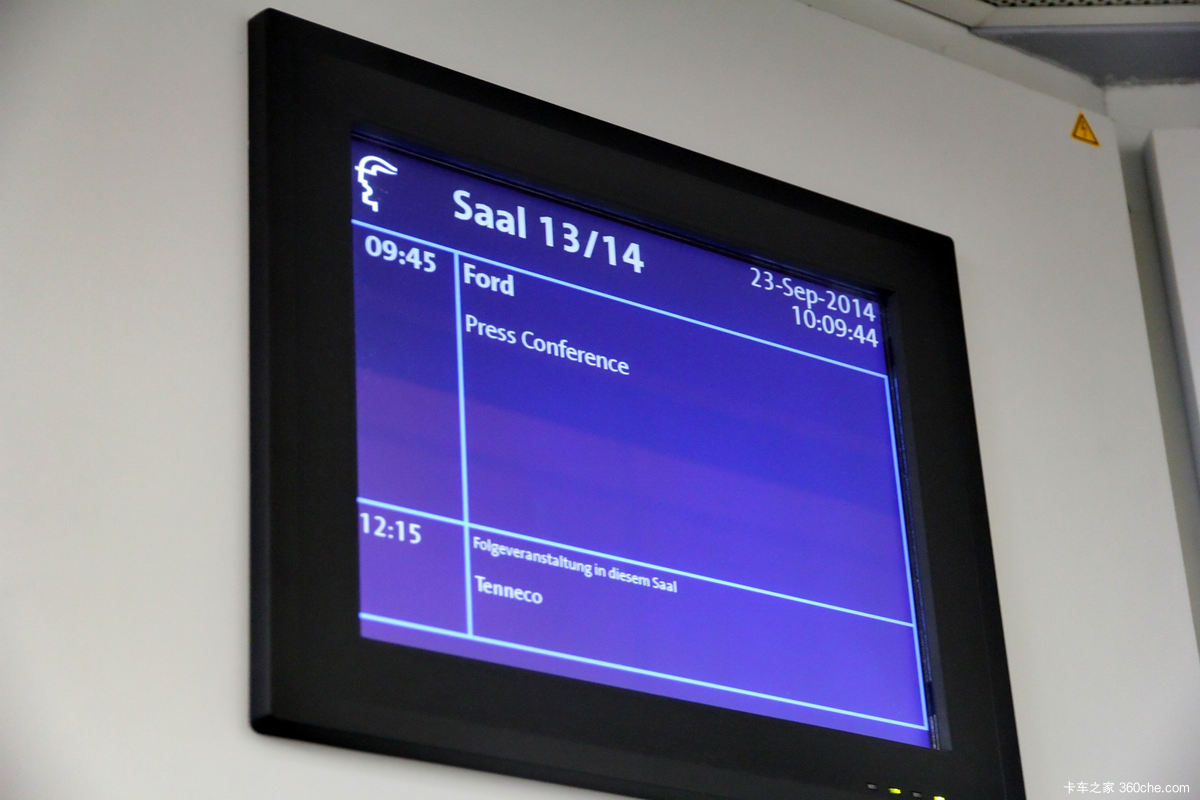 Saal 13/14
23-Sep-2014
10:09:44
09:45
Ford
Press Conference
12:15
Folgeveranstaltung in diesem Saal
Tenneco
卡车之家 360che.com